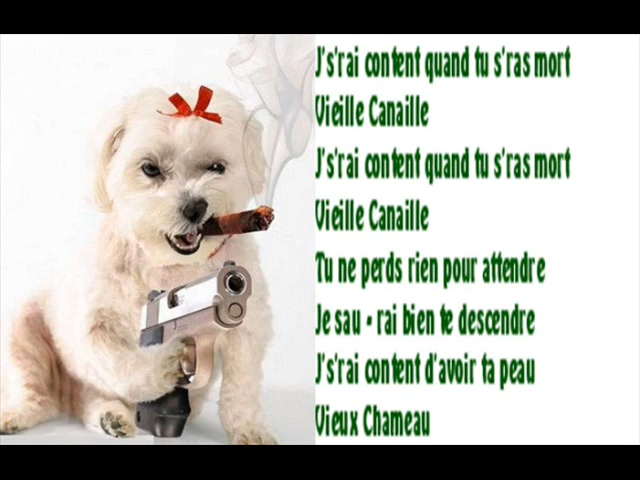 J's'rai content quand tu s'ras mort
Vieille Canaille
J's'rai content quand tu s'ras mort
Vieille Canaille
Tu ne perds rien pour attendre
Je sau - rai bien te descendre
J's'rai content d'avoir ta peau
Vieux Chameau